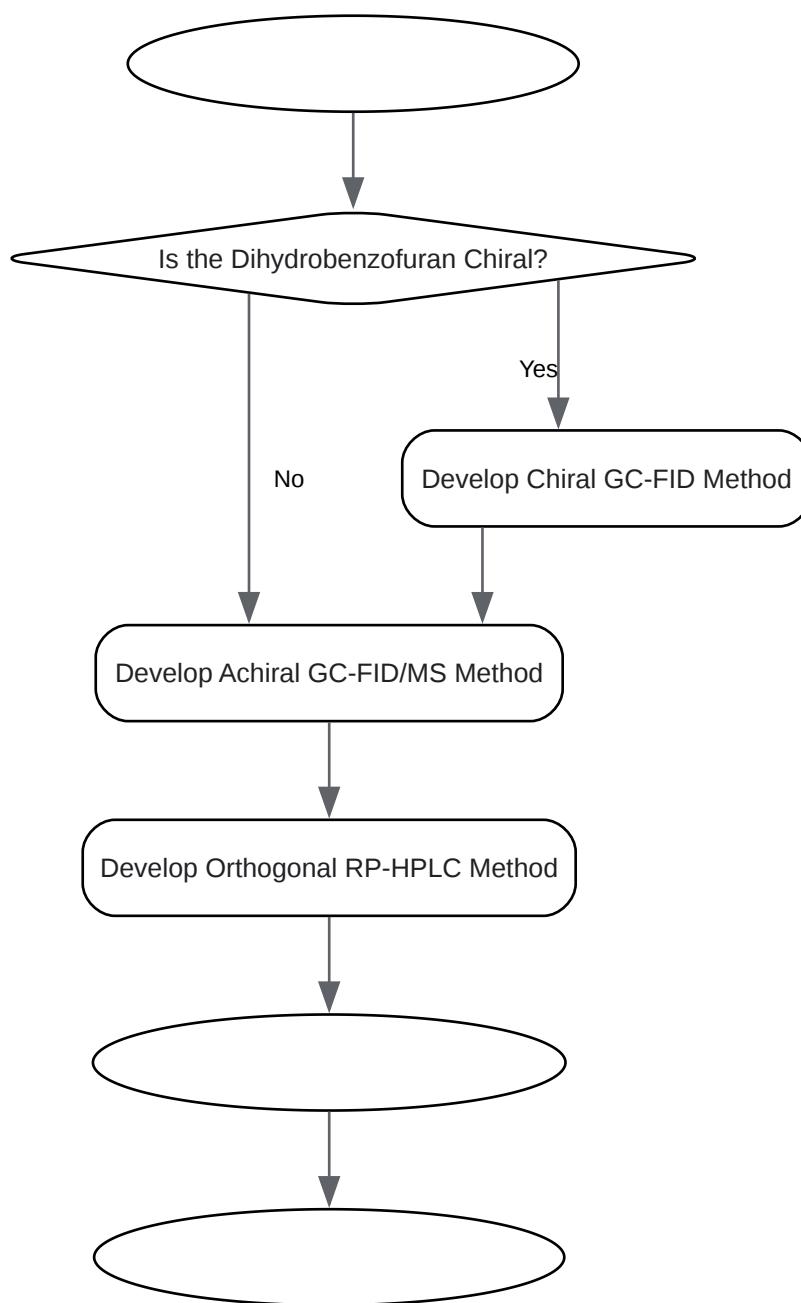 Is the Dihydrobenzofuran Chiral?
Yes
Develop Chiral GC-FID Method
No
Develop Achiral GC-FID/MS Method
Develop Orthogonal RP-HPLC Method